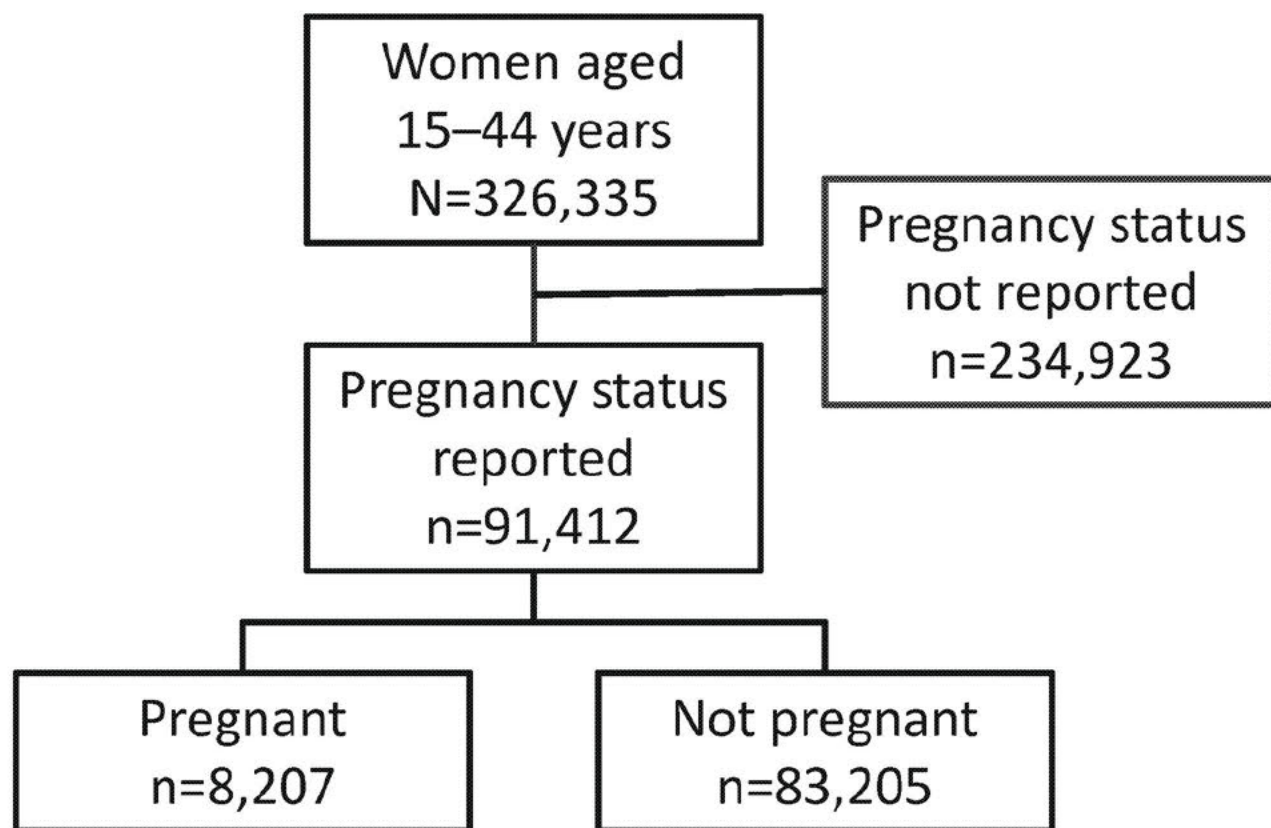 Women aged
15–44 years
N=326,335
Pregnancy status
not reported
n=234,923
Pregnancy status
reported
n=91,412
Pregnant
n=8,207
Not pregnant
n=83,205